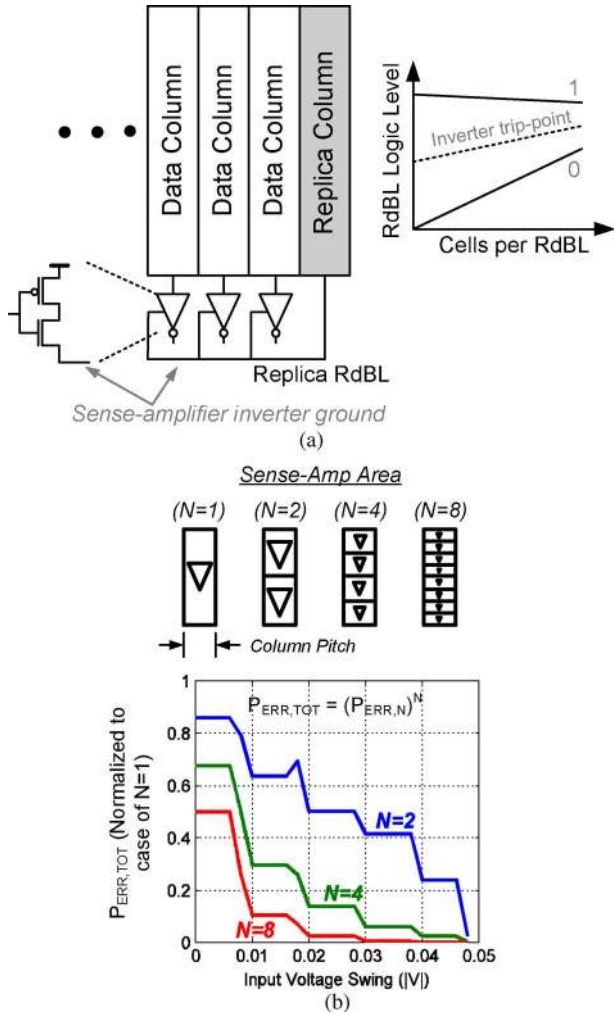 Data Column
Data Column
Data Column
Replica Column
RdBL Logic Level
1
Inverter trip-point
0
Cells per RdBL
Replica RdBL
Sense-amplifier inverter ground
(a)
Sense-Amp Area
(N=1) (N=2) (N=4) (N=8)
Column Pitch
P_ERR,TOT (Normalized to
case of N=1)
P_ERR,TOT = (P_ERR,N)^N
1
0.8
0.6
0.4
0.2
0
N=2
N=4
N=8
0 0.01 0.02 0.03 0.04 0.05
Input Voltage Swing (|V|)
(b)